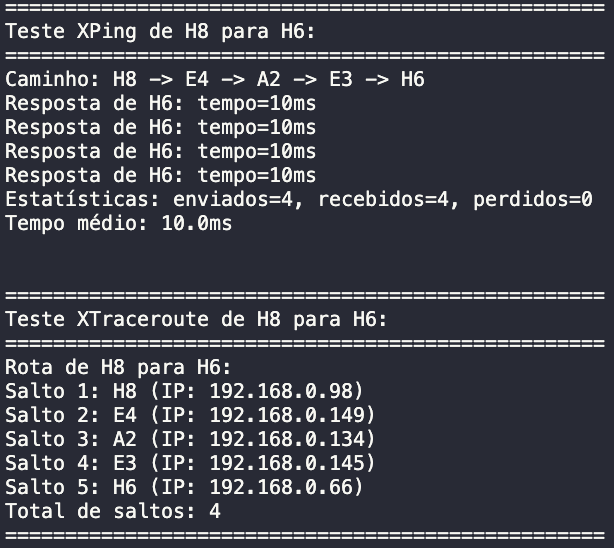 ==================================================
Teste XPing de H8 para H6:
==================================================
Caminho: H8 -> E4 -> A2 -> E3 -> H6
Resposta de H6: tempo=10ms
Resposta de H6: tempo=10ms
Resposta de H6: tempo=10ms
Resposta de H6: tempo=10ms
Estatísticas: enviados=4, recebidos=4, perdidos=0
Tempo médio: 10.0ms
==================================================
Teste XTraceroute de H8 para H6:
==================================================
Rota de H8 para H6:
Salto 1: H8 (IP: 192.168.0.98)
Salto 2: E4 (IP: 192.168.0.149)
Salto 3: A2 (IP: 192.168.0.134)
Salto 4: E3 (IP: 192.168.0.145)
Salto 5: H6 (IP: 192.168.0.66)
Total de saltos: 4
==================================================